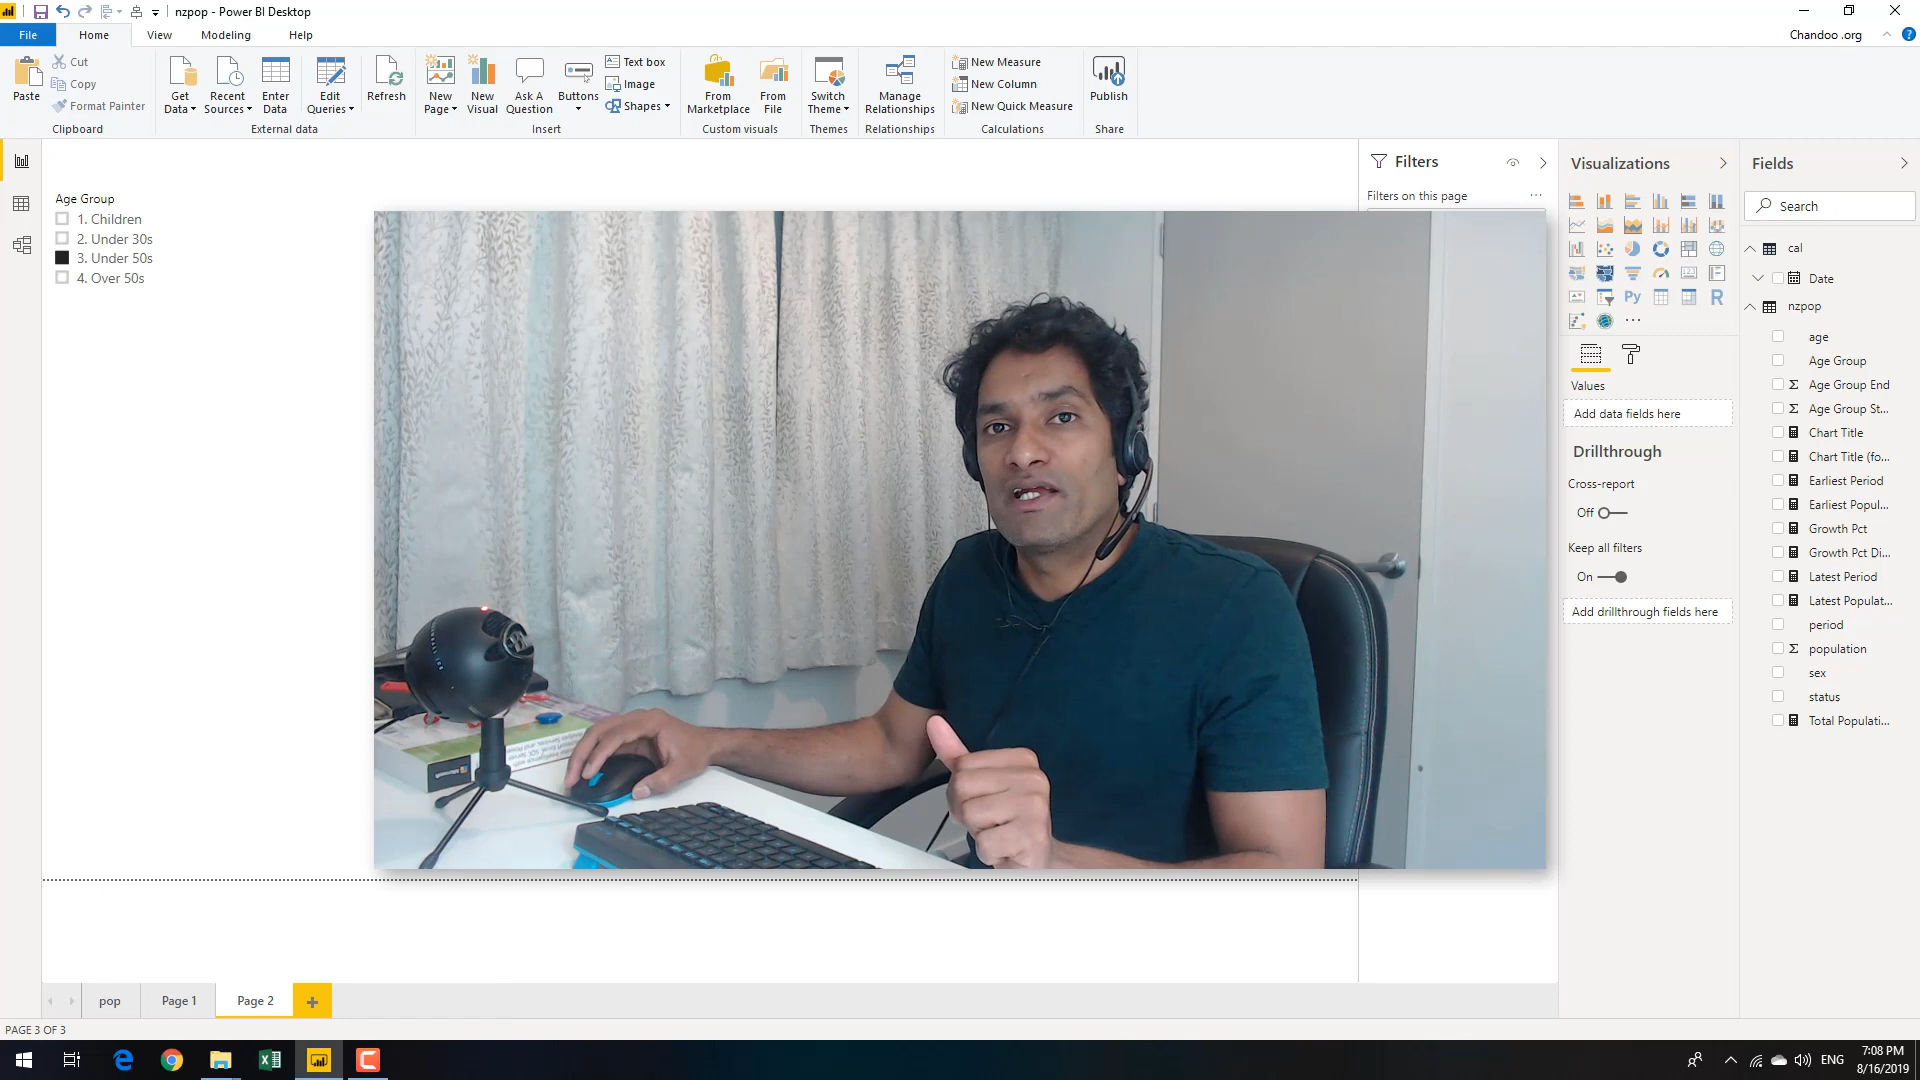 nzpop - Power BI Desktop
File
Home
View
Modeling
Help
Chandoo .org
Paste
Cut
Copy
Format Painter
Clipboard
Get Data
Recent Sources
Enter Data
Edit Queries
Refresh
External data
New Page
New Visual
Ask A Question
Buttons
Text box
Image
Shapes
Insert
From Marketplace
From File
Custom visuals
Switch Theme
Themes
Manage Relationships
Relationships
New Measure
New Column
New Quick Measure
Calculations
Publish
Share
Age Group
1. Children
2. Under 30s
3. Under 50s
4. Over 50s
Filters
Filters on this page
...
Visualizations
Py
R
Values
Add data fields here
Drillthrough
Cross-report
Off
Keep all filters
On
Add drillthrough fields here
Fields
Search
cal
Date
nzpop
age
Age Group
Age Group End
Age Group St...
Chart Title
Chart Title (fo...
Earliest Period
Earliest Popul...
Growth Pct
Growth Pct Di...
Latest Period
Latest Populat...
period
population
sex
status
Total Populati...
pop
Page 1
Page 2
PAGE 3 OF 3
ENG
7:08 PM
8/16/2019